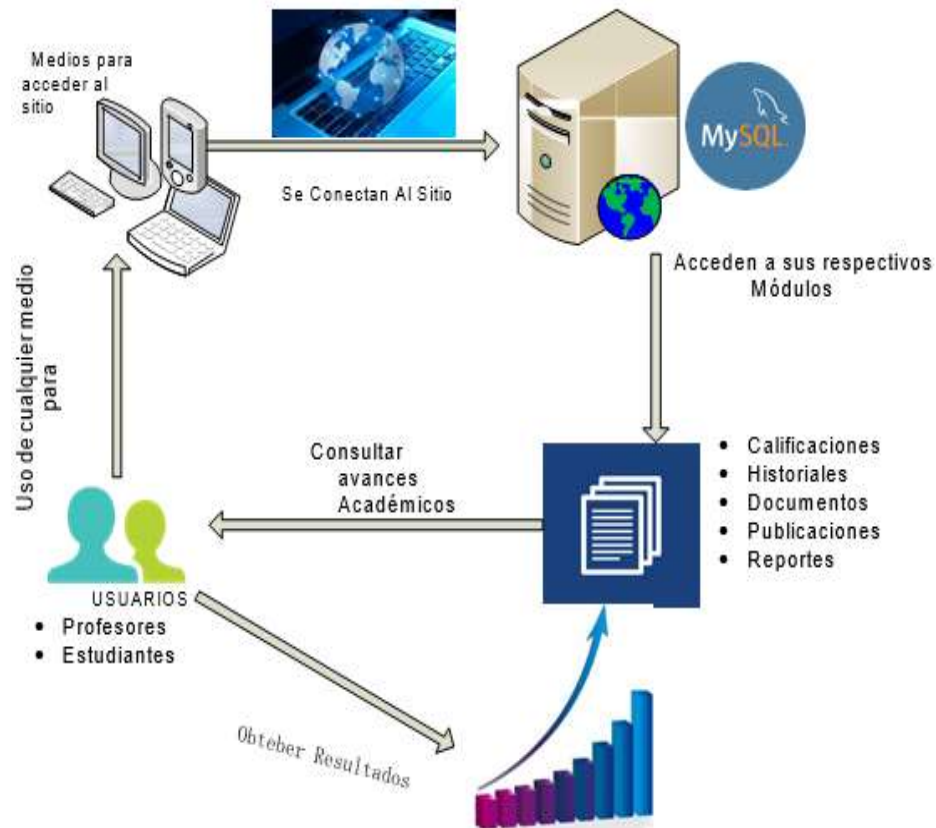 Medios para
acceder al
sitio
Se Conectan Al Sitio
MySQL
Acceden a sus respectivos
Módulos
Uso de cualquier medio
para
Consultar
avances
Académicos
• Calificaciones
• Historiales
• Documentos
• Publicaciones
• Reportes
USUARIOS
• Profesores
• Estudiantes
Obteber Resultados